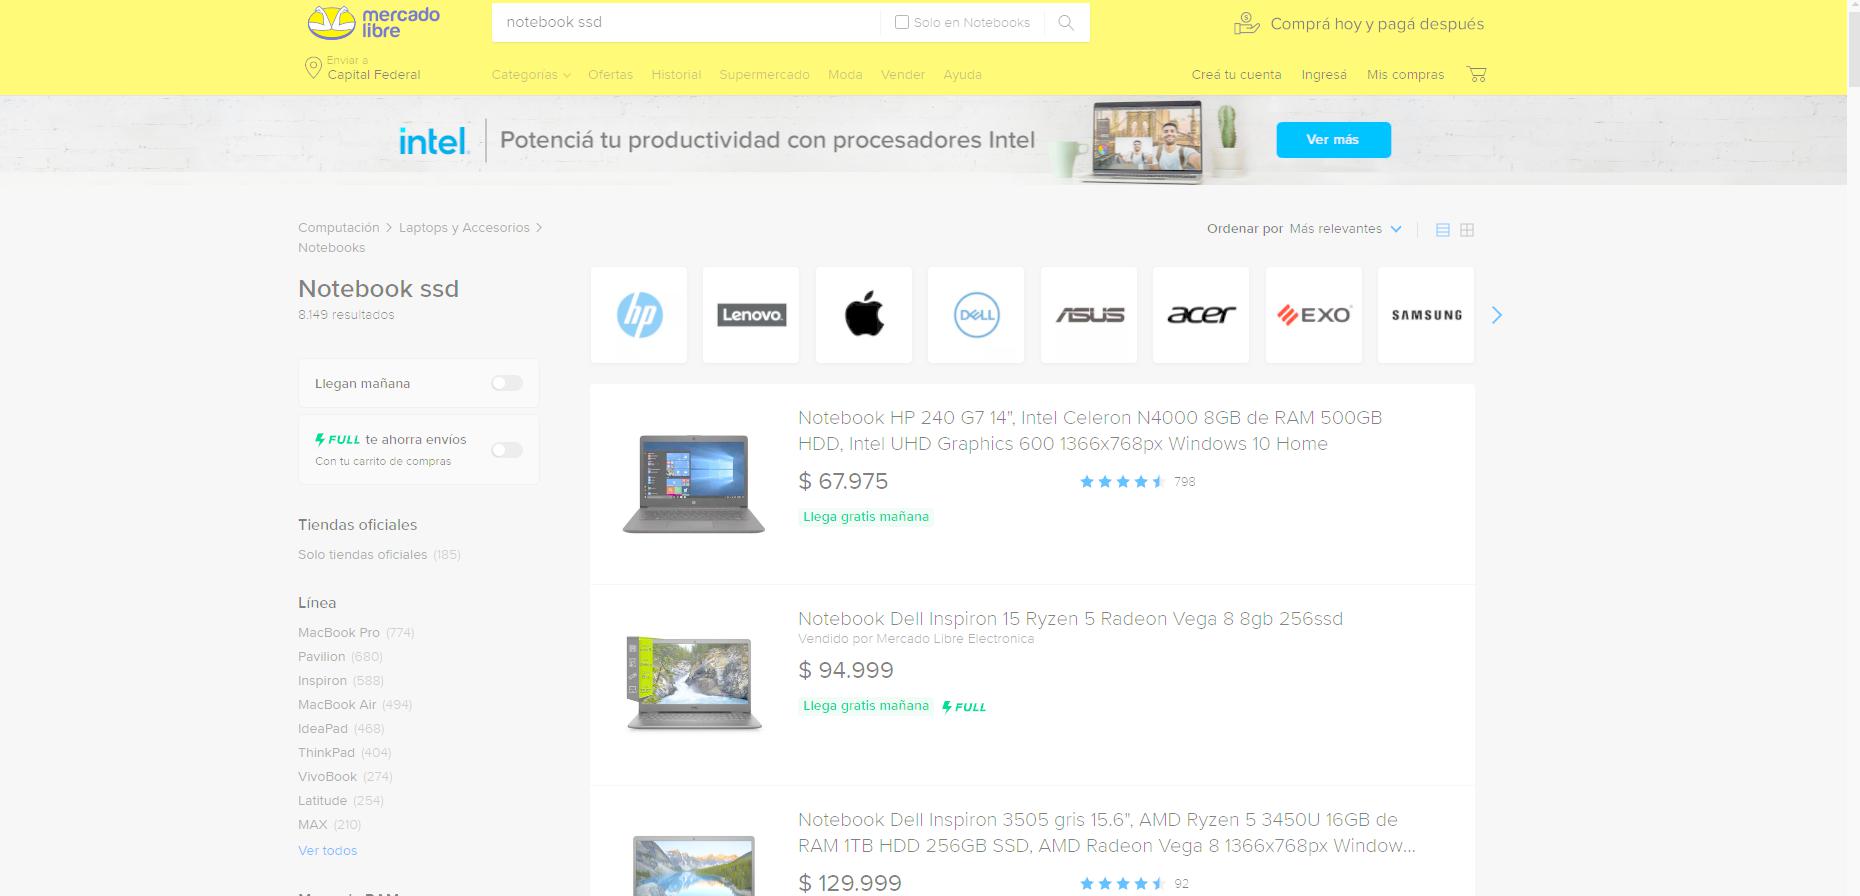 mercado
libre
notebook ssd
Solo en Notebooks
Comprá hoy y pagá después
Enviar a
Capital Federal
Categorías
Ofertas
Historial
Supermercado
Moda
Vender
Ayuda
Creá tu cuenta
Ingresá
Mis compras
intel
Potenciá tu productividad con procesadores Intel
Ver más
Computación > Laptops y Accesorios >
Notebooks
Ordenar por Más relevantes
Notebook ssd
8.149 resultados
hp
Lenovo
DELL
ASUS
acer
EXO
SAMSUNG
Llegan mañana
FULL te ahorra envíos
Con tu carrito de compras
Tiendas oficiales
Solo tiendas oficiales (185)
Línea
MacBook Pro (774)
Pavilion (680)
Inspiron (588)
MacBook Air (494)
IdeaPad (468)
ThinkPad (404)
VivoBook (274)
Latitude (254)
MAX (210)
Ver todos
Notebook HP 240 G7 14", Intel Celeron N4000 8GB de RAM 500GB
HDD, Intel UHD Graphics 600 1366x768px Windows 10 Home
$ 67.975
798
Llega gratis mañana
Notebook Dell Inspiron 15 Ryzen 5 Radeon Vega 8 8gb 256ssd
Vendido por Mercado Libre Electronica
$ 94.999
Llega gratis mañana FULL
Notebook Dell Inspiron 3505 gris 15.6", AMD Ryzen 5 3450U 16GB de
RAM 1TB HDD 256GB SSD, AMD Radeon Vega 8 1366x768px Window...
$ 129.999
92